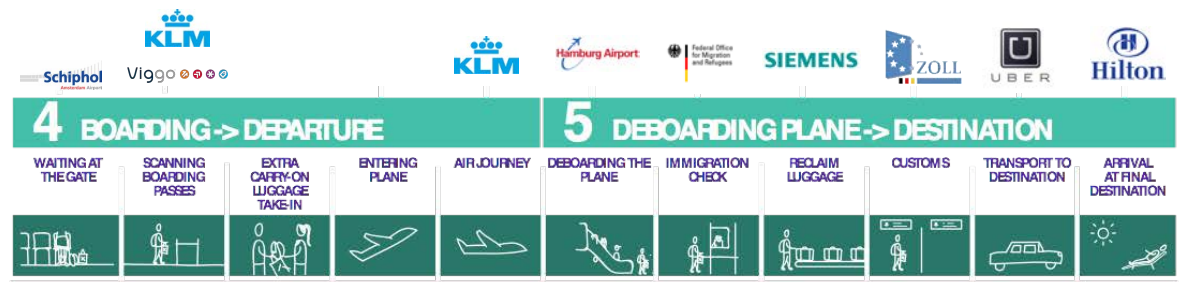 KLM
Schiphol
Amsterdam Airport
Viggo
KLM
Hamburg Airport
Federal Office
for Migration
and Refugees
SIEMENS
ZOLL
UBER
Hilton
4 BOARDING -> DEPARTURE
5 DEBOARDING PLANE -> DESTINATION
WAITING AT
THE GATE
SCANNING
BOARDING
PASSES
EXTRA
CARRY-ON
LUGGAGE
TAKE-IN
ENTERING
PLANE
AIR JOURNEY
DEBOARDING THE
PLANE
IMMIGRATION
CHECK
RECLAIM
LUGGAGE
CUSTOMS
TRANSPORT TO
DESTINATION
ARRIVAL
AT FINAL
DESTINATION